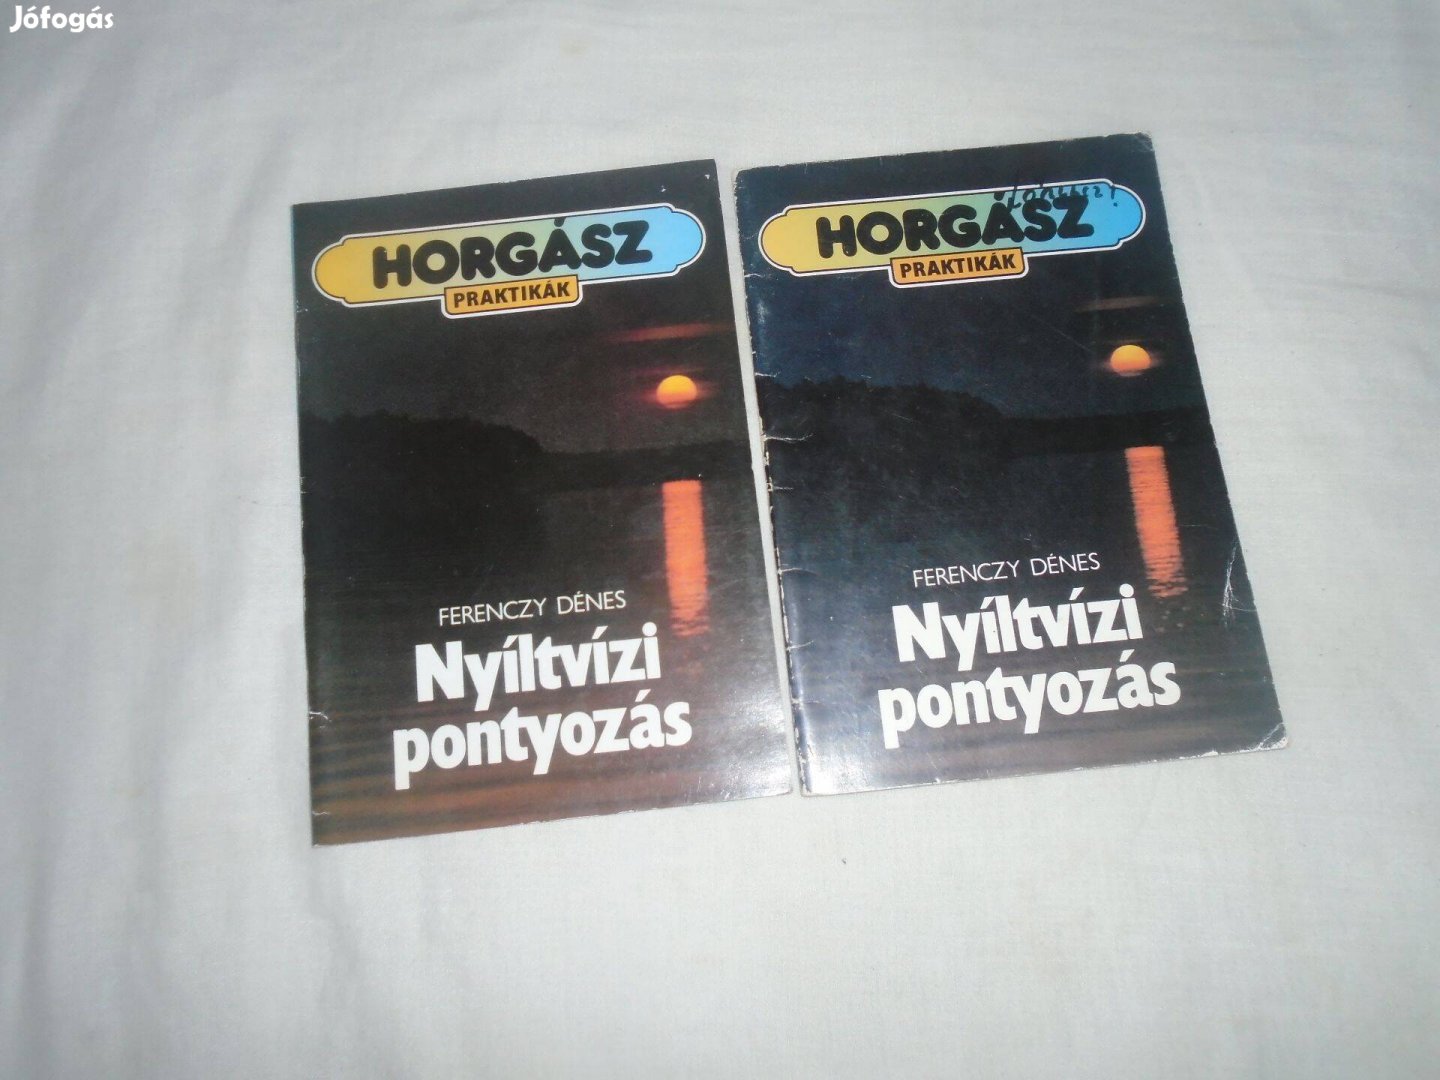 Jófogás
HORGÁSZ
PRAKTIKÁK
FERENCZY DÉNES
Nyíltvízi
pontyozás
HORGÁSZ
PRAKTIKÁK
FERENCZY DÉNES
Nyíltvízi
pontyozás